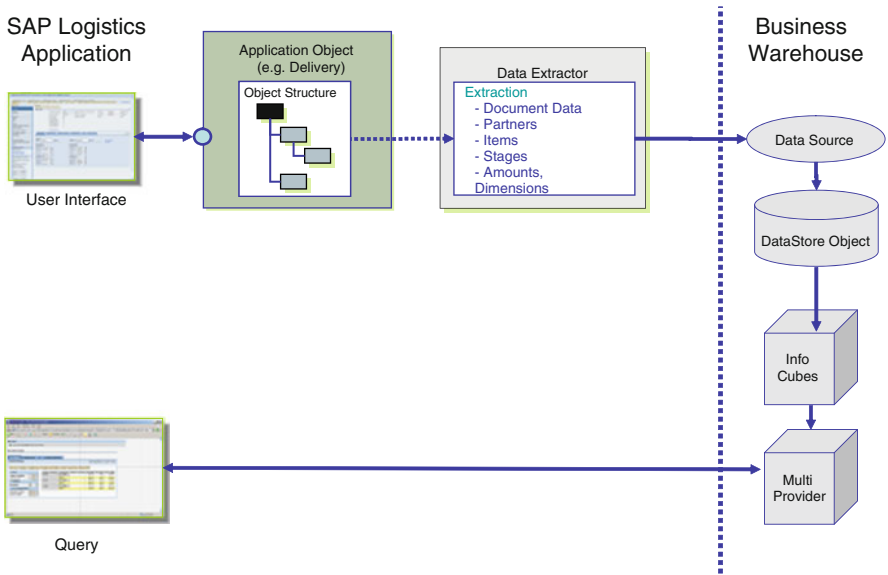 SAP Logistics
Application
Business
Warehouse
Application Object
(e.g. Delivery)
Object Structure
Data Extractor
Extraction
- Document Data
- Partners
- Items
- Stages
- Amounts,
Dimensions
User Interface
Data Source
DataStore Object
Info
Cubes
Multi
Provider
Query